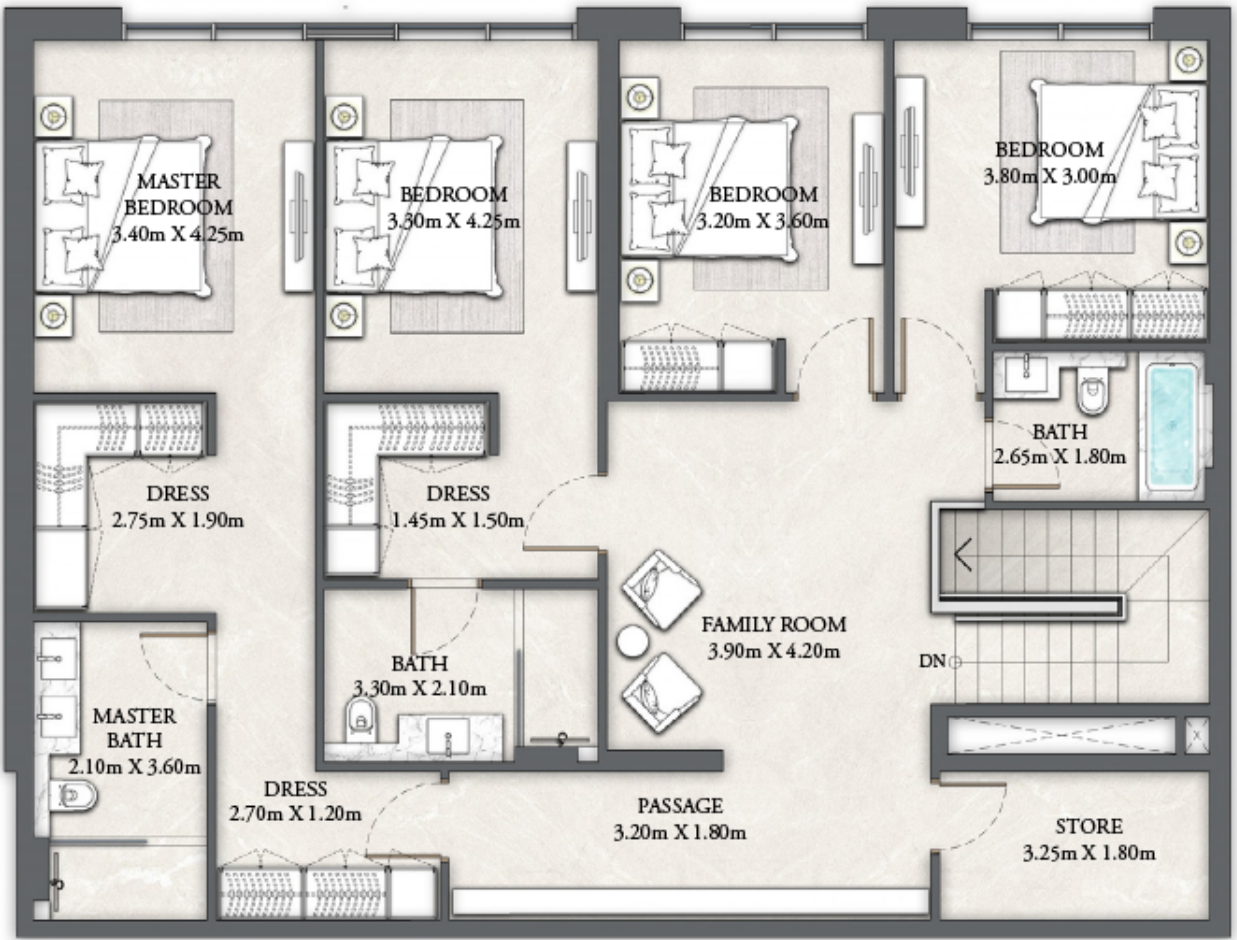 MASTER
BEDROOM
3.40m X 4.25m
BEDROOM
3.30m X 4.25m
BEDROOM
3.20m X 3.60m
BEDROOM
3.80m X 3.00m
DRESS
2.75m X 1.90m
DRESS
1.45m X 1.50m
BATH
2.65m X 1.80m
FAMILY ROOM
3.90m X 4.20m
DN
BATH
3.30m X 2.10m
MASTER
BATH
2.10m X 3.60m
DRESS
2.70m X 1.20m
PASSAGE
3.20m X 1.80m
STORE
3.25m X 1.80m